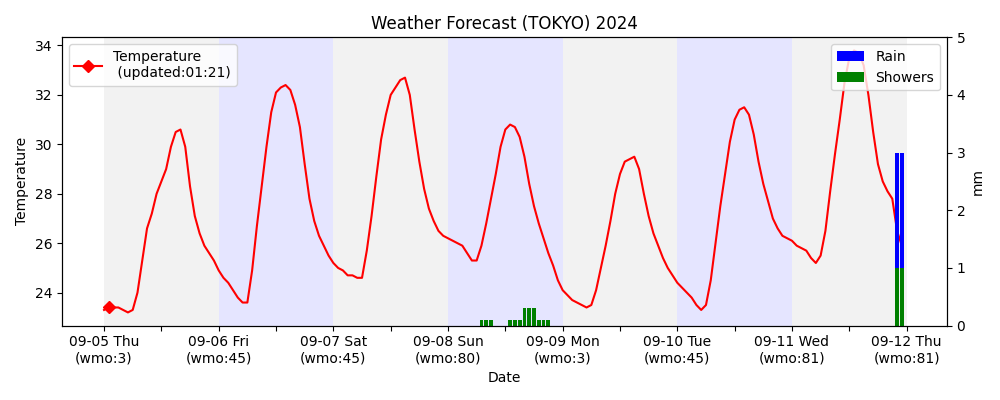 Weather Forecast (TOKYO) 2024
Temperature
(updated:01:21)
Rain
Showers
34
32
30
28
26
24
Temperature
5
4
3
2
1
0
mm
09-05 Thu
(wmo:3)
09-06 Fri
(wmo:45)
09-07 Sat
(wmo:45)
09-08 Sun
(wmo:80)
09-09 Mon
(wmo:3)
09-10 Tue
(wmo:45)
09-11 Wed
(wmo:81)
09-12 Thu
(wmo:81)
Date